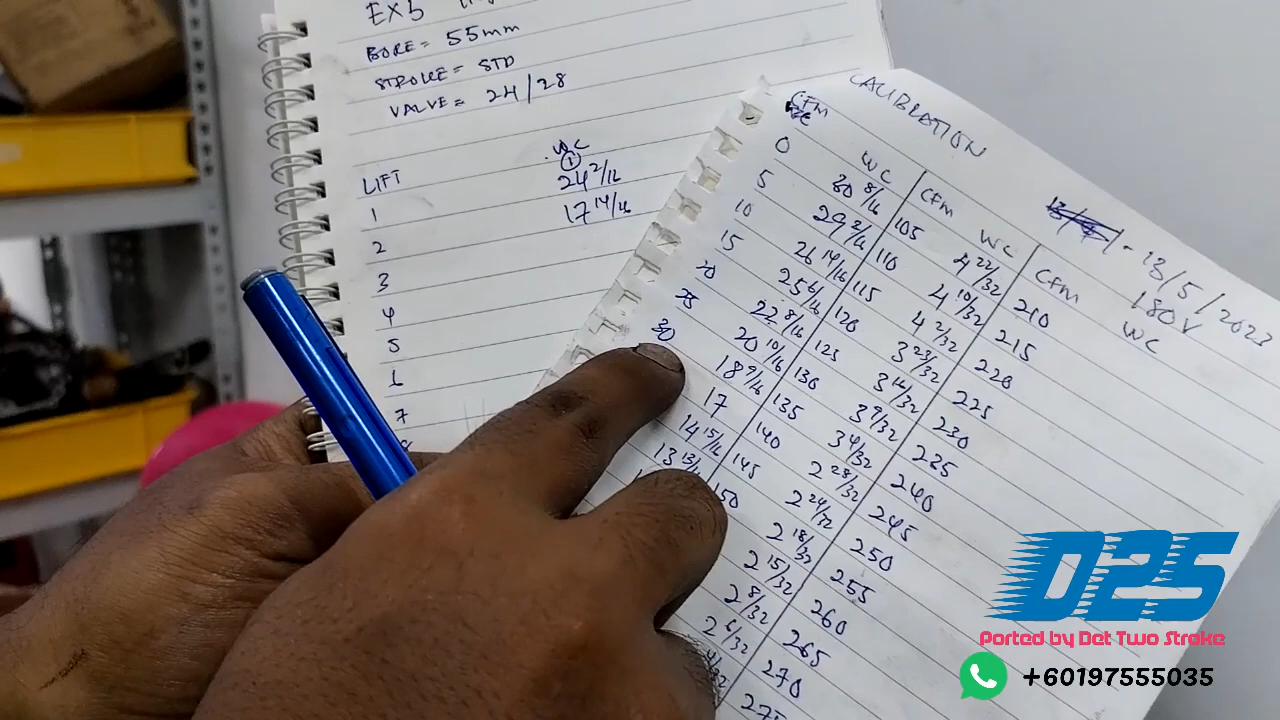 EX5
BORE = 55mm
STROKE = STD
VALVE = 24/28
WC
LIFT 1
1 24 2/16
2 17 14/16
3
4
5
6
7
CALIBRATION
13/5/2023
180V
CFM WC CFM WC CFM WC
0 30 8/16 105 4 22/32 210
5 29 2/16 110 4 10/32 215
10 26 14/16 115 4 2/32 220
15 25 4/16 120 3 23/32 225
20 22 8/16 125 3 16/32 230
25 20 10/16 130 3 9/32 235
30 18 9/16 135 3 4/32 240
17 140 2 28/32 245
14 15/16 145 2 24/32 250
13 13/16 150 2 18/32 255
2 15/32 260
2 8/32 265
2 6/32 270
275
D2S
Ported by Det Two Stroke
+60197555035